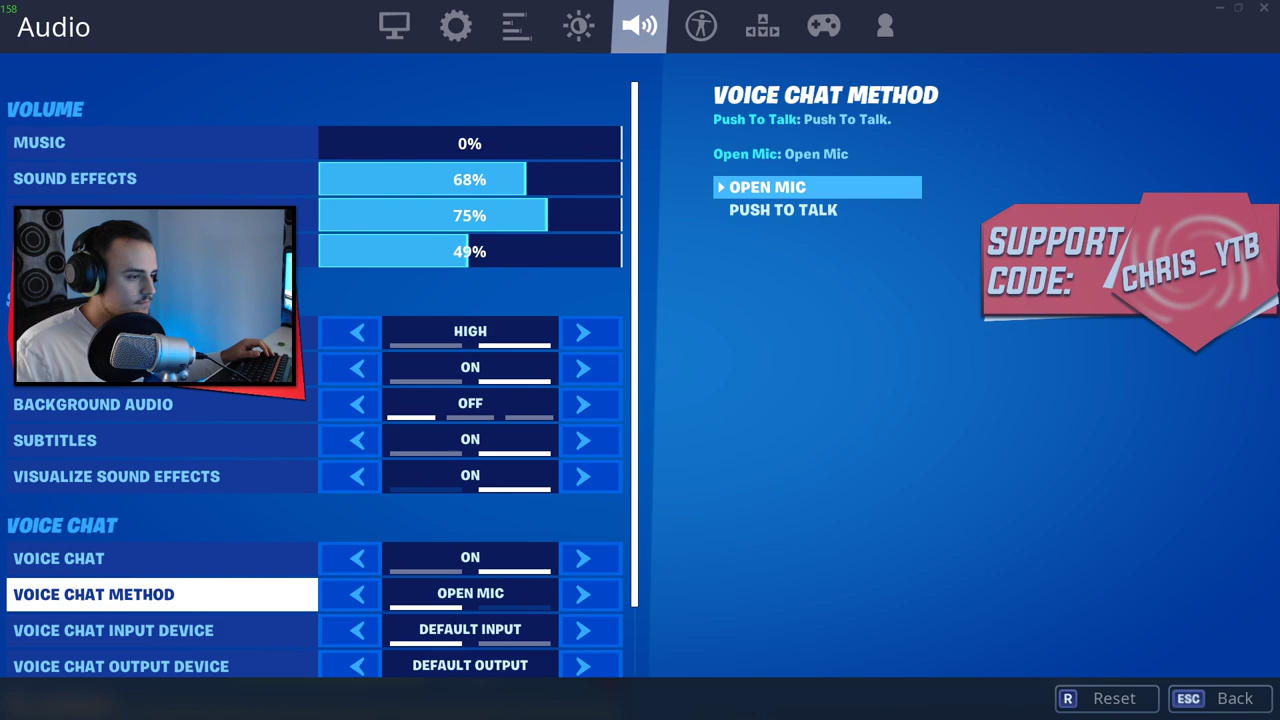 158
Audio
VOLUME
MUSIC 0%
SOUND EFFECTS 68%
75%
49%
HIGH
ON
BACKGROUND AUDIO OFF
SUBTITLES ON
VISUALIZE SOUND EFFECTS ON
VOICE CHAT
VOICE CHAT ON
VOICE CHAT METHOD OPEN MIC
VOICE CHAT INPUT DEVICE DEFAULT INPUT
VOICE CHAT OUTPUT DEVICE DEFAULT OUTPUT
VOICE CHAT METHOD
Push To Talk: Push To Talk.
Open Mic: Open Mic
OPEN MIC
PUSH TO TALK
SUPPORT
CODE:
CHRIS_YTB
R Reset ESC Back